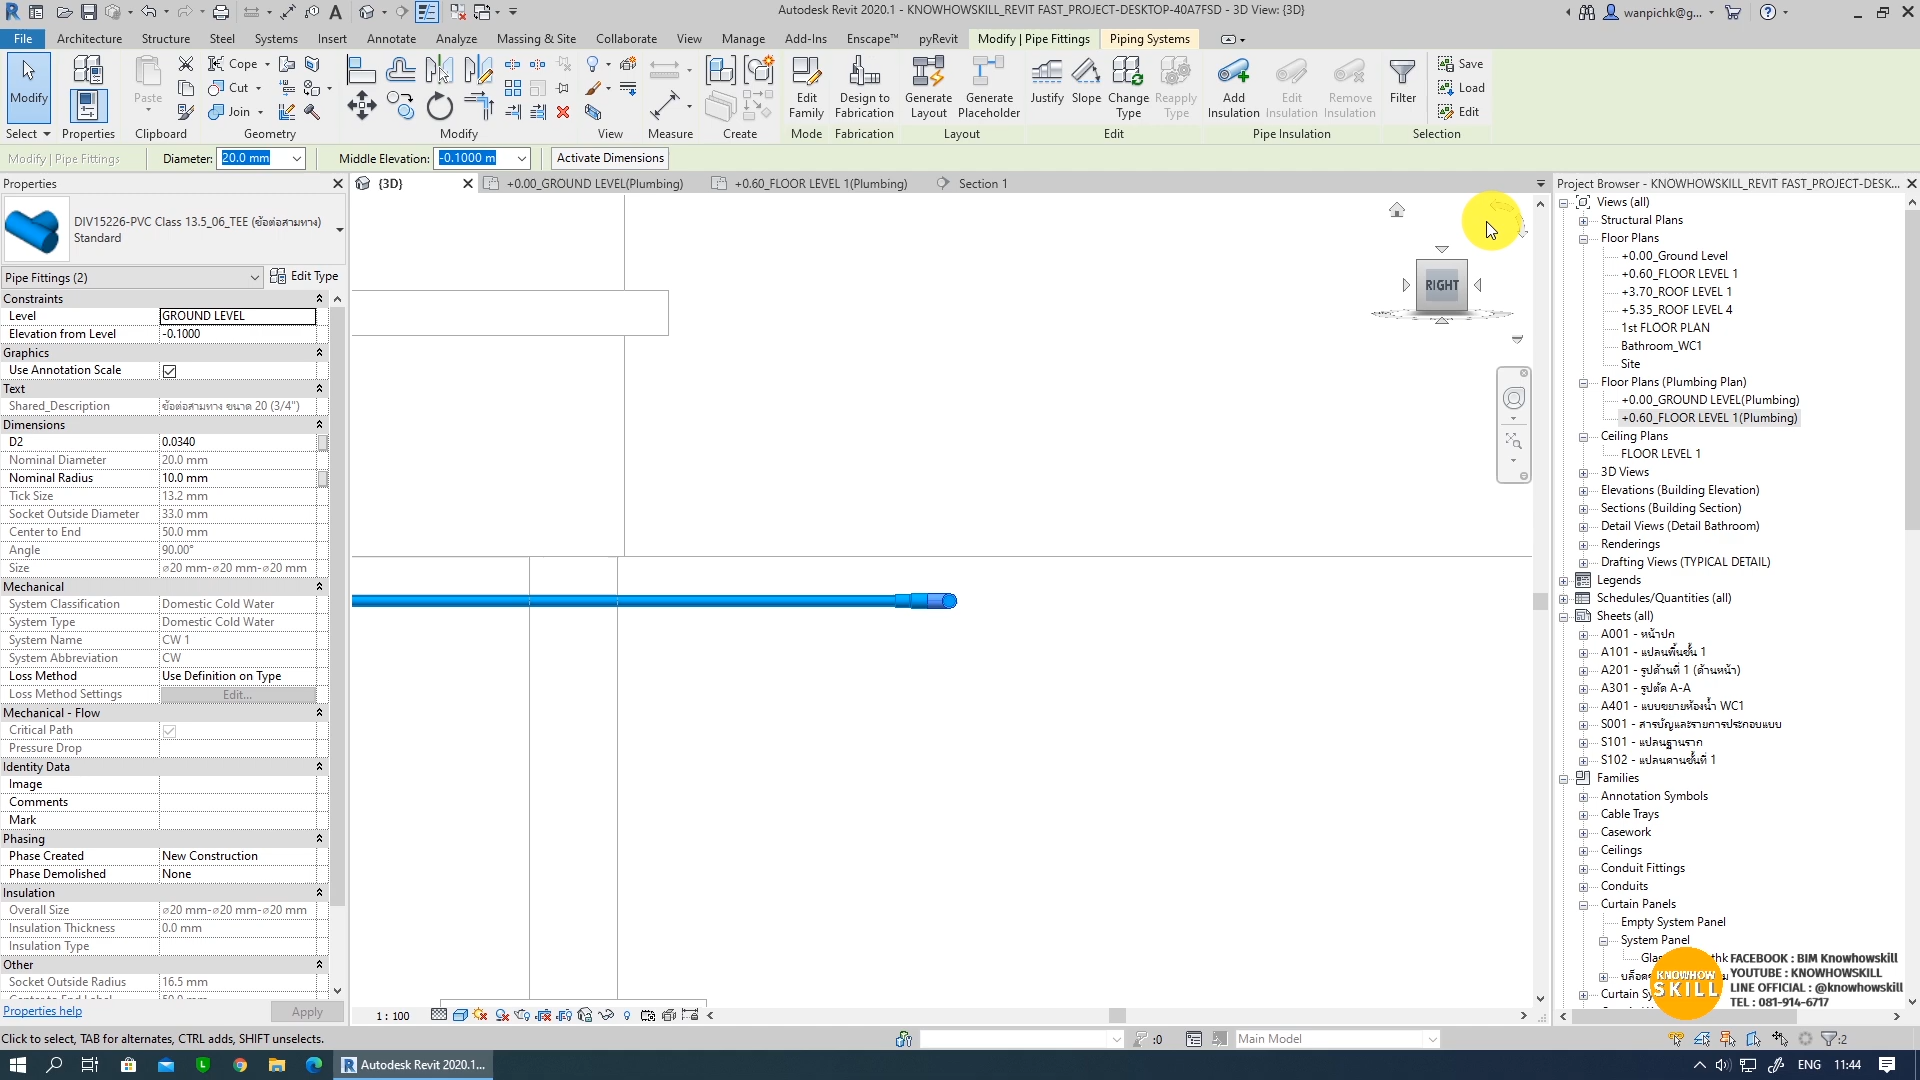 Autodesk Revit 2020.1 - KNOWHOWSKILL_REVIT FAST_PROJECT-DESKTOP-40A7FSD - 3D View: {3D}
wanpichk@g...
File Architecture Structure Steel Systems Insert Annotate Analyze Massing & Site Collaborate View Manage Add-Ins Enscape™ pyRevit Modify | Pipe Fittings Piping Systems
Modify
Paste
Cope
Cut
Join
Edit Family
Design to Fabrication
Generate Layout
Generate Placeholder
Justify
Slope
Change Type
Reapply Type
Add Insulation
Edit Insulation
Remove Insulation
Filter
Save
Load
Edit
Select Properties Clipboard Geometry Modify View Measure Create Mode Fabrication Layout Edit Pipe Insulation Selection
Modify | Pipe Fittings Diameter: 20.0 mm Middle Elevation: -0.1000 m Activate Dimensions
Properties
{3D}
+0.00_GROUND LEVEL(Plumbing)
+0.60_FLOOR LEVEL 1(Plumbing)
Section 1
DIV15226-PVC Class 13.5_06_TEE (ข้อต่อสามทาง)
Standard
Pipe Fittings (2) Edit Type
Constraints
Level GROUND LEVEL
Elevation from Level -0.1000
Graphics
Use Annotation Scale
Text
Shared_Description ข้อต่อสามทาง ขนาด 20 (3/4")
Dimensions
D2 0.0340
Nominal Diameter 20.0 mm
Nominal Radius 10.0 mm
Tick Size 13.2 mm
Socket Outside Diameter 33.0 mm
Center to End 50.0 mm
Angle 90.00°
Size ⌀20 mm-⌀20 mm-⌀20 mm
Mechanical
System Classification Domestic Cold Water
System Type Domestic Cold Water
System Name CW 1
System Abbreviation CW
Loss Method Use Definition on Type
Loss Method Settings Edit...
Mechanical - Flow
Critical Path
Pressure Drop
Identity Data
Image
Comments
Mark
Phasing
Phase Created New Construction
Phase Demolished None
Insulation
Overall Size ⌀20 mm-⌀20 mm-⌀20 mm
Insulation Thickness 0.0 mm
Insulation Type
Other
Socket Outside Radius 16.5 mm
Properties help Apply
RIGHT
1 : 100
Project Browser - KNOWHOWSKILL_REVIT FAST_PROJECT-DESK...
Views (all)
Structural Plans
Floor Plans
+0.00_Ground Level
+0.60_FLOOR LEVEL 1
+3.70_ROOF LEVEL 1
+5.35_ROOF LEVEL 4
1st FLOOR PLAN
Bathroom_WC1
Site
Floor Plans (Plumbing Plan)
+0.00_GROUND LEVEL(Plumbing)
+0.60_FLOOR LEVEL 1(Plumbing)
Ceiling Plans
FLOOR LEVEL 1
3D Views
Elevations (Building Elevation)
Sections (Building Section)
Detail Views (Detail Bathroom)
Renderings
Drafting Views (TYPICAL DETAIL)
Legends
Schedules/Quantities (all)
Sheets (all)
A001 - หน้าปก
A101 - แปลนพื้นชั้น 1
A201 - รูปด้านที่ 1 (ด้านหน้า)
A301 - รูปตัด A-A
A401 - แบบขยายห้องน้ำ WC1
S001 - สารบัญและรายการประกอบแบบ
S101 - แปลนฐานราก
S102 - แปลนคานชั้นที่ 1
Families
Annotation Symbols
Cable Trays
Casework
Ceilings
Conduit Fittings
Conduits
Curtain Panels
Empty System Panel
System Panel
Curtain Sy
KNOWHOW
SKILL
FACEBOOK : BIM Knowhowskill
YOUTUBE : KNOWHOWSKILL
LINE OFFICIAL : @knowhowskill
TEL : 081-914-6717
Click to select, TAB for alternates, CTRL adds, SHIFT unselects.
:0
Main Model
:2
Autodesk Revit 2020.1...
ENG 11:44